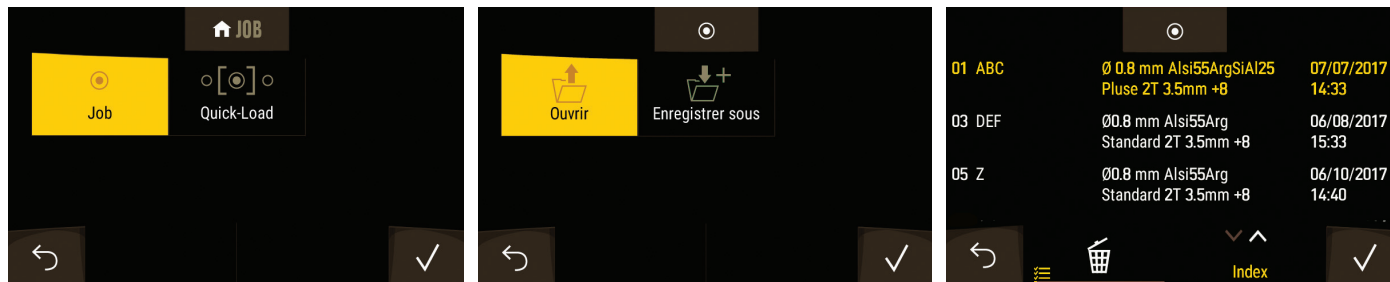 JOB
Job
Quick-Load
Ouvrir
Enregistrer sous
01 ABC Ø 0.8 mm Alsi55ArgSiAl25 07/07/2017
Pluse 2T 3.5mm +8 14:33
03 DEF Ø0.8 mm Alsi55Arg 06/08/2017
Standard 2T 3.5mm +8 15:33
05 Z Ø0.8 mm Alsi55Arg 06/10/2017
Standard 2T 3.5mm +8 14:40
Index